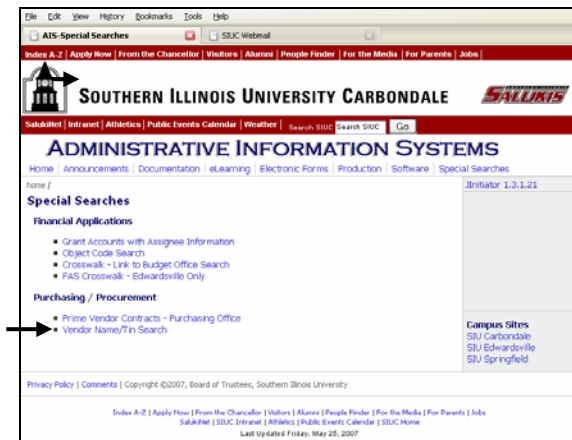 File Edit View History Bookmarks Tools Help
AIS-Special Searches SIUC Webmail
Index A-Z | Apply Now | From the Chancellor | Visitors | Alumni | People Finder | For the Media | For Parents | Jobs |
SOUTHERN ILLINOIS UNIVERSITY CARBONDALE SALUKIS
SalukiNet | Intranet | Athletics | Public Events Calendar | Weather | Search SIUC Search SIUC Go
ADMINISTRATIVE INFORMATION SYSTEMS
Home | Announcements | Documentation | eLearning | Electronic Forms | Production | Software | Special Searches
home / JInitiator 1.3.1.21
Special Searches
Financial Applications
Grant Accounts with Assignee Information
Object Code Search
Crosswalk - Link to Budget Office Search
FAS Crosswalk - Edwardsville Only
Purchasing / Procurement
Prime Vendor Contracts - Purchasing Office
Vendor Name/Tin Search
Campus Sites
SIU Carbondale
SIU Edwardsville
SIU Springfield
Privacy Policy | Comments | Copyright ©2007, Board of Trustees, Southern Illinois University
Index A-Z | Apply Now | From the Chancellor | Visitors | Alumni | People Finder | For the Media | For Parents | Jobs
SalukiNet | SIUC Intranet | Athletics | Public Events Calendar | SIUC Home
Last Updated Friday, May 25, 2007